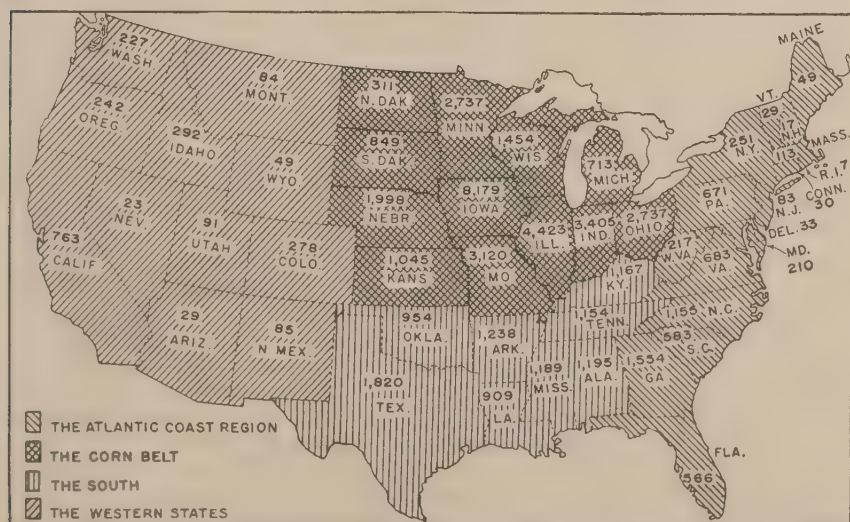 227
WASH
84
MONT.
311
N. DAK
2,737
MINN
MAINE
49
242
OREG.
292
IDAHO
849
S. DAK
1454
WIS.
VT.
29
17
N.H.
MASS.
113
251
N.Y.
49
WYO.
713
MICH
R.I. 7
CONN.
30
23
NEV.
91
UTAH
1,998
NEBR
8,179
IOWA
671
PA.
83
N.J.
763
CALIF
278
COLO.
4,423
ILL.
3,405
IND
2,737
OHIO
DEL. 33
MD.
210
217
W.VA
683
VA.
1,045
KANS
3,120
MO.
1,167
KY.
29
ARIZ.
85
N MEX.
954
OKLA.
1,238
ARK.
1,154
TENN.
1,155 N.C.
583
S.C.
1,820
TEX.
909
LA.
1,189
MISS.
1,195
ALA.
1,554
GA
FLA.
566
THE ATLANTIC COAST REGION
THE CORN BELT
THE SOUTH
THE WESTERN STATES